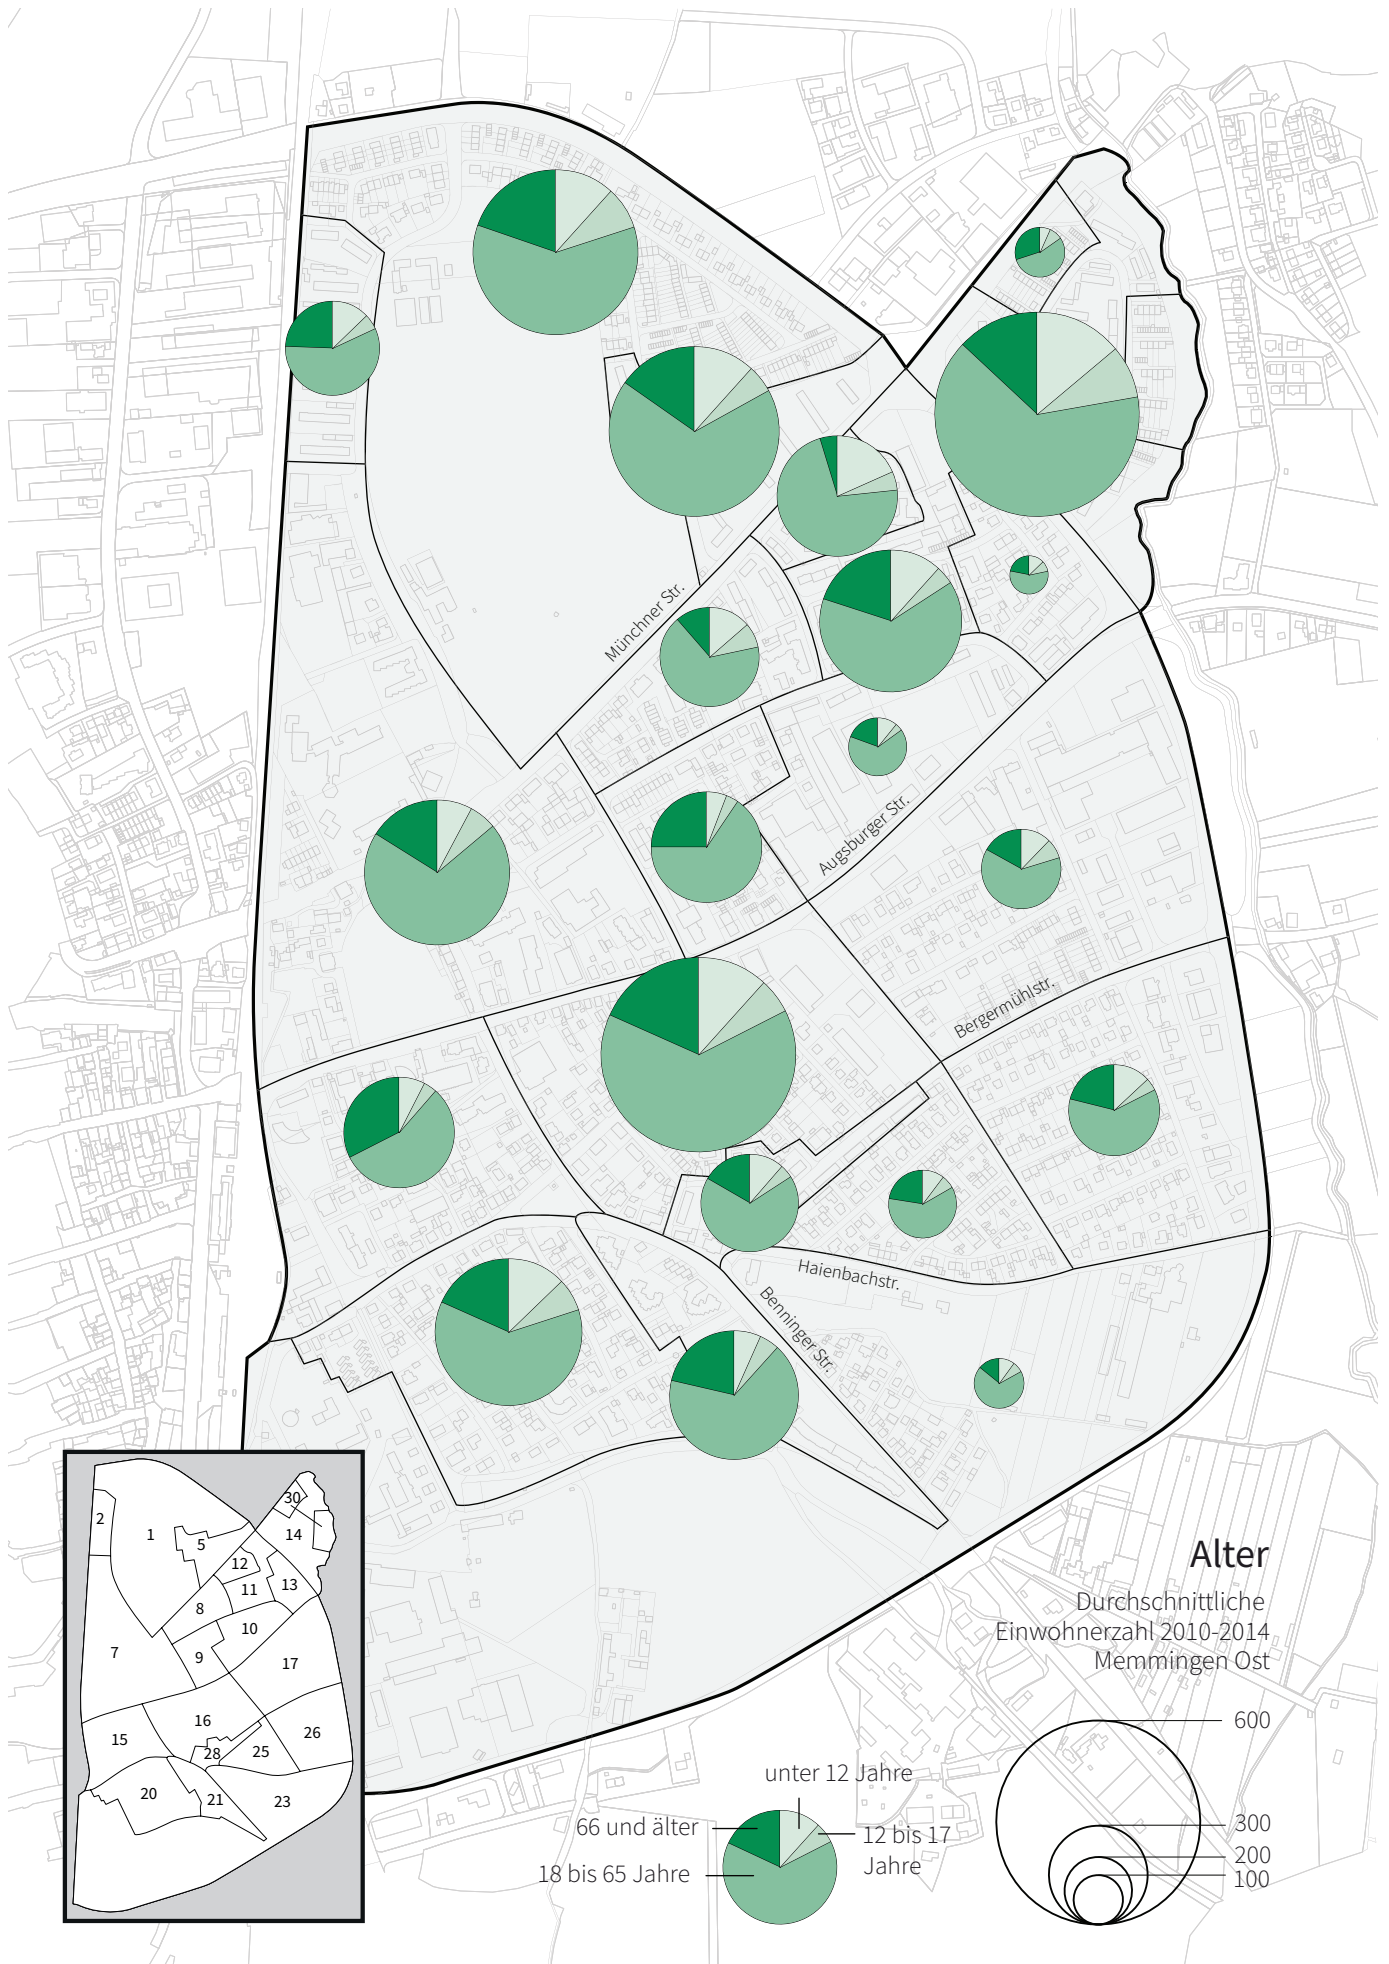 Münchner Str.
Augsburger Str.
Bergermühlstr.
Haienbachstr.
Benninger Str.
30
2
1
5
14
12
11
13
8
10
9
7
17
16
15
28
25
26
20
21
23
Alter
Durchschnittliche
Einwohnerzahl 2010-2014
Memmingen Ost
600
300
200
100
unter 12 Jahre
66 und älter
12 bis 17
Jahre
18 bis 65 Jahre